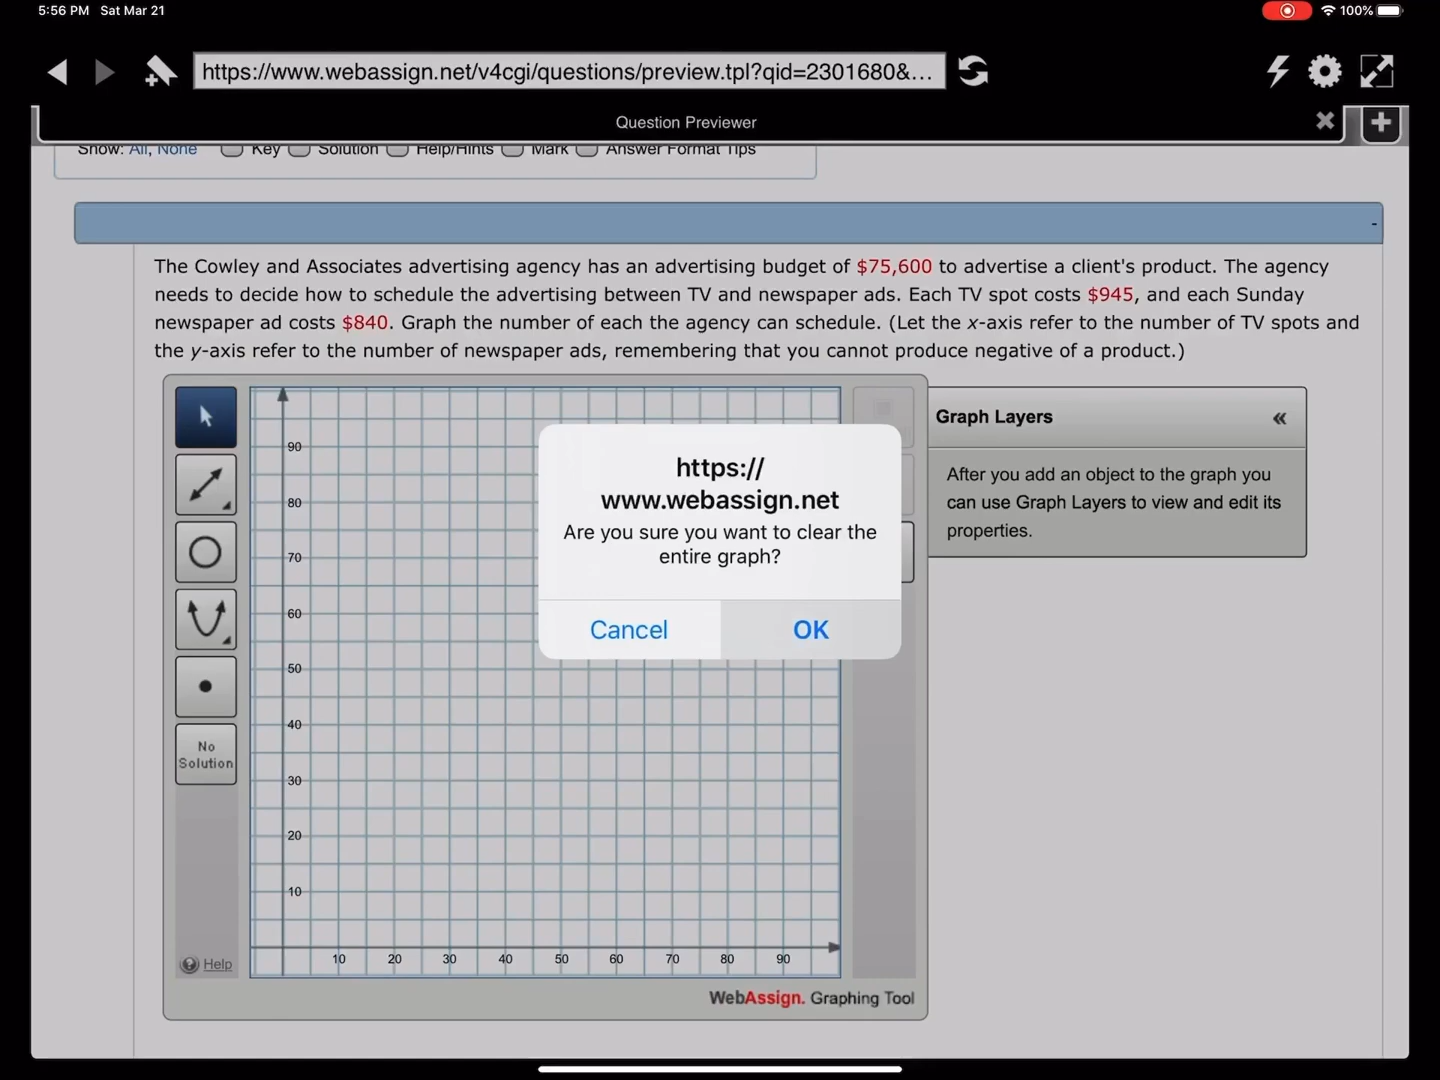 5:56 PM Sat Mar 21
100%
https://www.webassign.net/v4cgi/questions/preview.tpl?qid=2301680&...
Question Previewer
Show: All, None Key Solution Help/Hints Mark Answer Format Tips
The Cowley and Associates advertising agency has an advertising budget of $75,600 to advertise a client's product. The agency
needs to decide how to schedule the advertising between TV and newspaper ads. Each TV spot costs $945, and each Sunday
newspaper ad costs $840. Graph the number of each the agency can schedule. (Let the x-axis refer to the number of TV spots and
the y-axis refer to the number of newspaper ads, remembering that you cannot produce negative of a product.)
Graph Layers «
After you add an object to the graph you
can use Graph Layers to view and edit its
properties.
https://
www.webassign.net
Are you sure you want to clear the
entire graph?
Cancel OK
90
80
70
60
50
40
30
20
10
10 20 30 40 50 60 70 80 90
No
Solution
Help
WebAssign. Graphing Tool